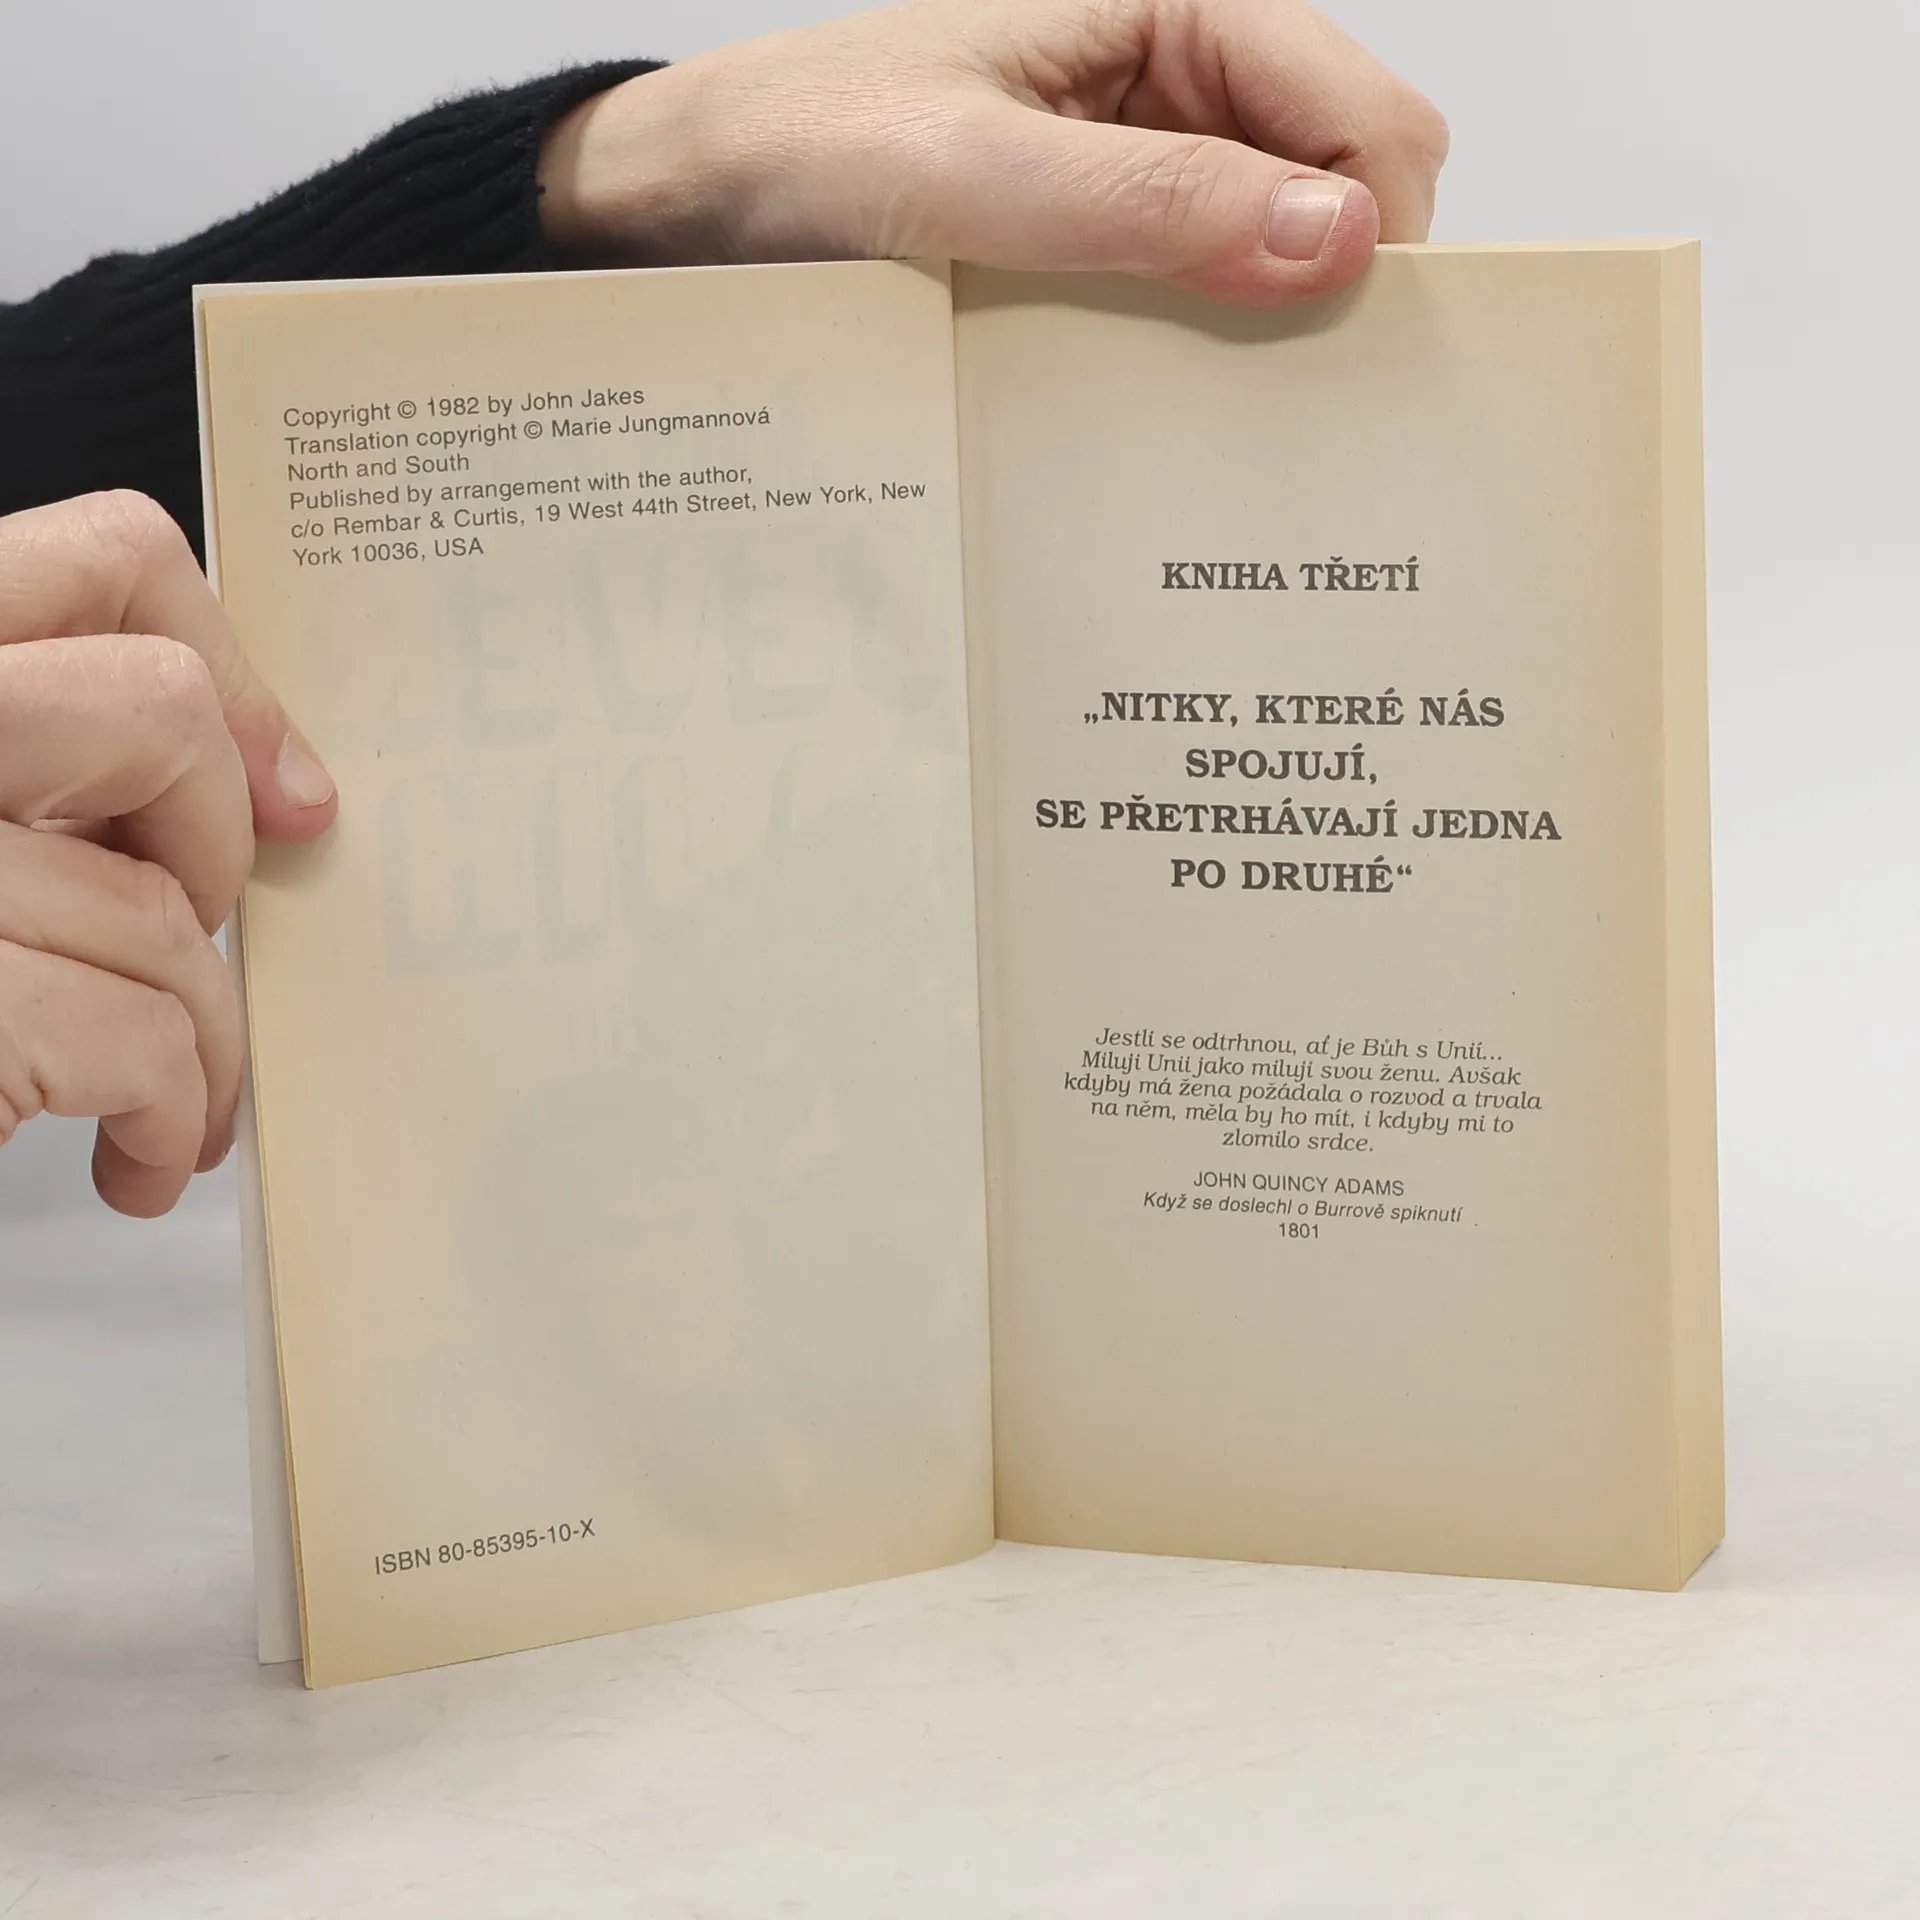 Copyright © 1982 by John Jakes
Translation copyright © Marie Jungmannová
North and South
Published by arrangement with the author,
c/o Rembar & Curtis, 19 West 44th Street, New York, New
York 10036, USA
ISBN 80-85395-10-X
KNIHA TŘETÍ
„NITKY, KTERÉ NÁS
SPOJUJÍ,
SE PŘETRHÁVAJÍ JEDNA
PO DRUHÉ“
Jestli se odtrhnou, ať je Bůh s Unií...
Miluji Unii jako miluji svou ženu. Avšak
kdyby má žena požádala o rozvod a trvala
na něm, měla by ho mít, i kdyby mi to
zlomilo srdce.
JOHN QUINCY ADAMS
Když se doslechl o Burrově spiknutí
1801